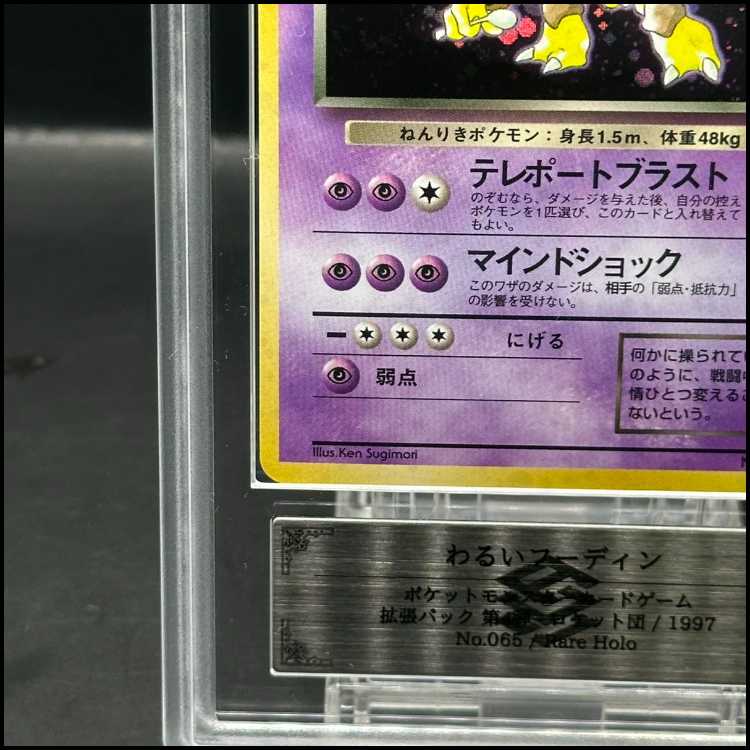 ねんりきポケモン：身長1.5m、体重48kg
テレポートブラスト
のぞむなら、ダメージを与えた後、自分の控え
ポケモンを1匹選び、このカードと入れ替えて
もよい。
マインドショック
このワザのダメージは、相手の「弱点・抵抗力」
の影響を受けない。
にげる
弱点
何かに操られて
のように、戦闘
情ひとつ変える
ないという。
Illus.Ken Sugimori
わるいフーディン
ポケットモンスターカードゲーム
拡張パック 第4弾 ロケット団 / 1997
No.065 / Rare Holo